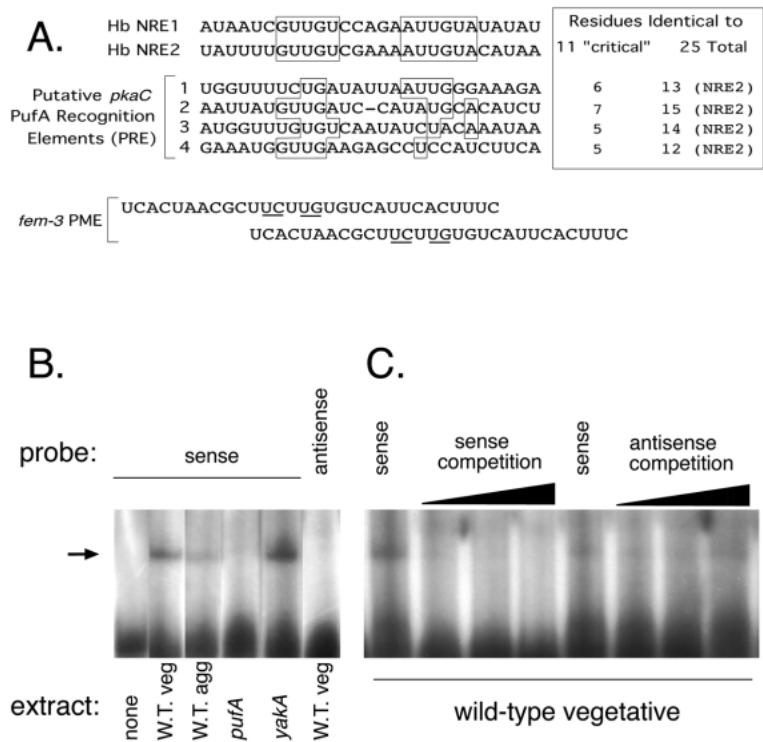 A.
Hb NRE1 AUAAUCGUUGUCCAGAAUUGUAUAUAU
Hb NRE2 UAUUUUGUUGUCGAAAAUUGUACAUAA
Residues Identical to
11 "critical" 25 Total
Putative pkaC
PufA Recognition
Elements (PRE)
1 UGGUUUUCUGAUAUUAAUUGGGAAAGA 6 13 (NRE2)
2 AAUUAUGUUGAUC–CAUAUGCACAUCU 7 15 (NRE2)
3 AUGGUUUGUGUCAAUAUCUACAAAUAA 5 14 (NRE2)
4 GAAAUGGUUGAAGAGCCUCCAUCUUCA 5 12 (NRE2)
fem-3 PME
UCACUAACGCUUCUUGUGUCAUUCACUUUC
UCACUAACGCUUCUUGUGUCAUUCACUUUC
B.
probe: sense antisense
extract: none W.T. veg W.T. agg pufA yakA W.T. veg
C.
sense sense competition sense antisense competition
wild-type vegetative